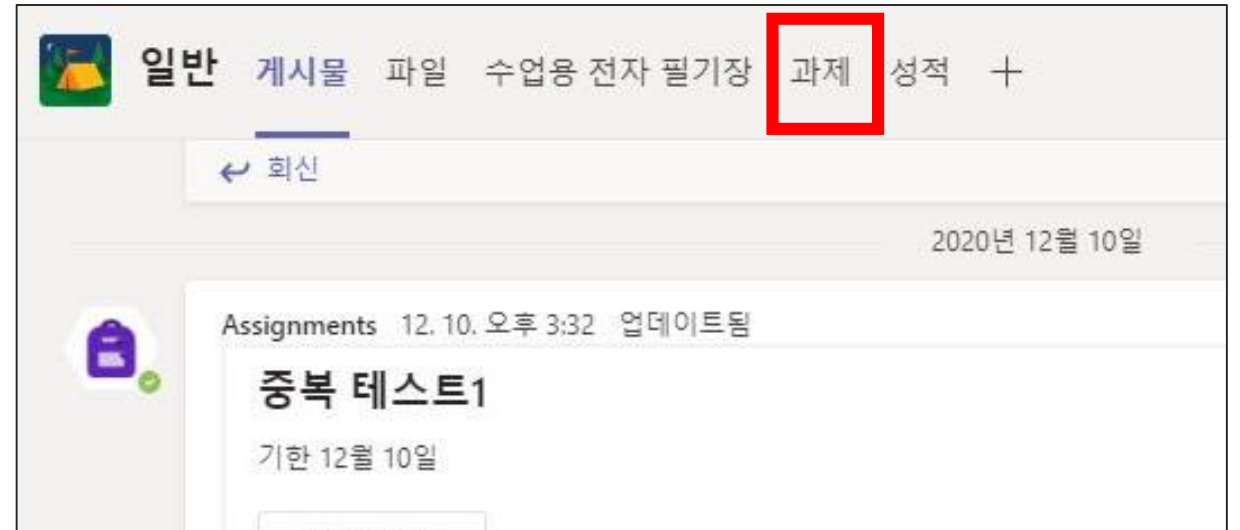 일반 게시물 파일 수업용 전자 필기장 과제 성적 +
회신
2020년 12월 10일
Assignments 12. 10. 오후 3:32 업데이트됨
중복 테스트1
기한 12월 10일